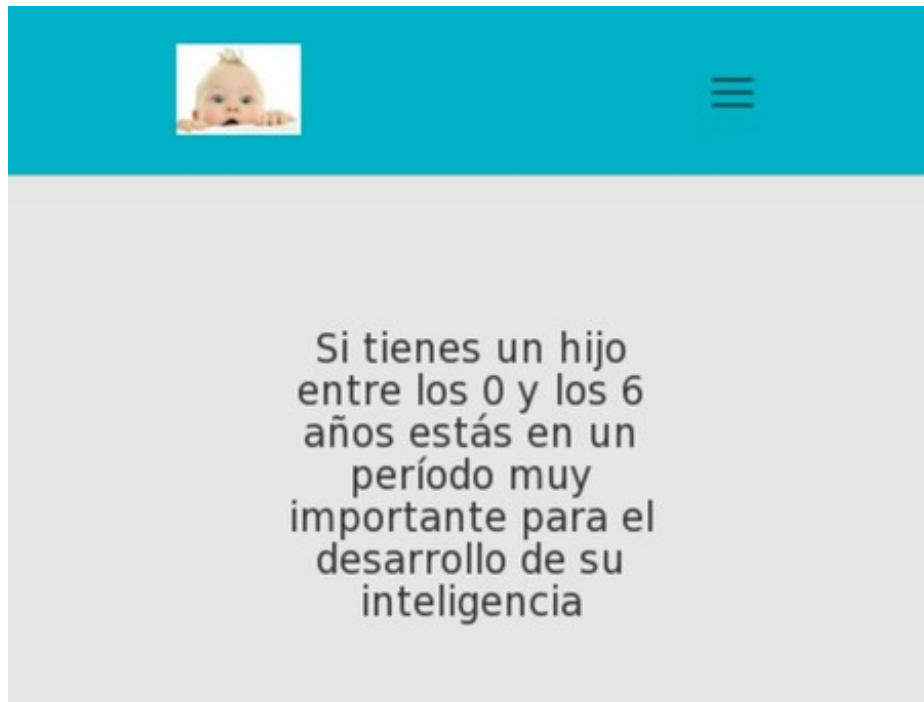 Si tienes un hijo
entre los 0 y los 6
años estás en un
período muy
importante para el
desarrollo de su
inteligencia